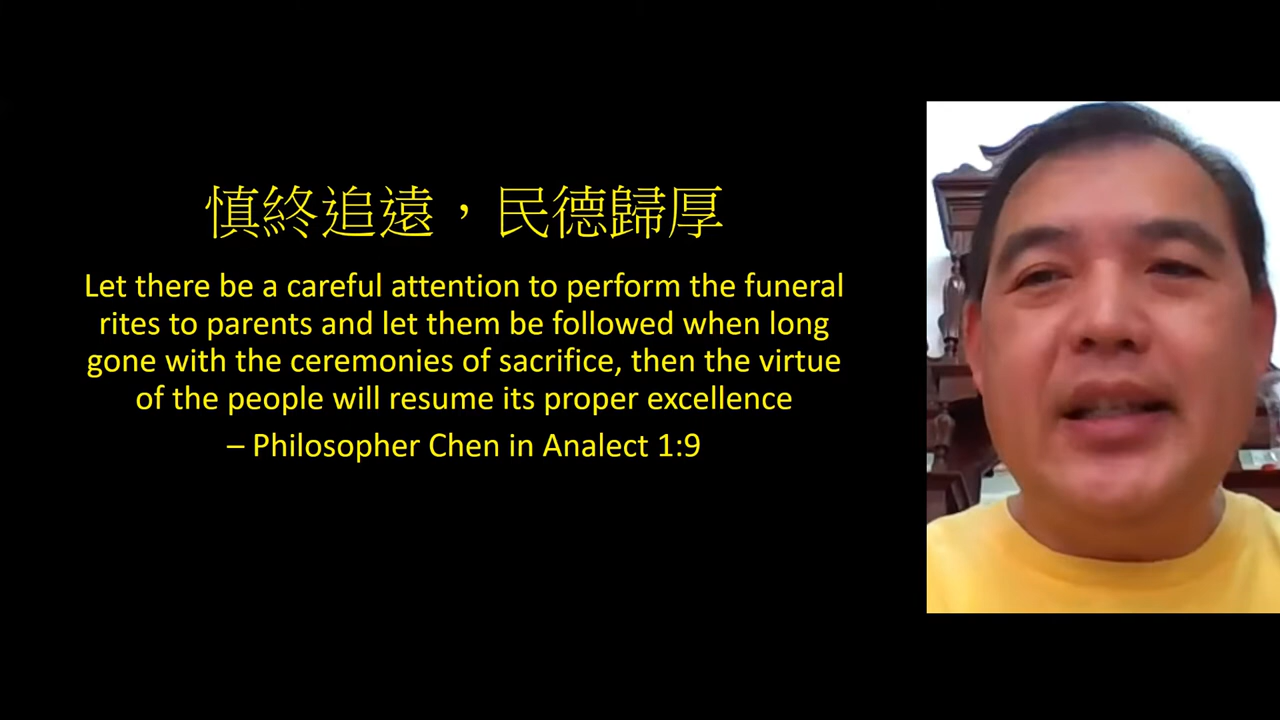 慎終追遠，民德歸厚
Let there be a careful attention to perform the funeral
rites to parents and let them be followed when long
gone with the ceremonies of sacrifice, then the virtue
of the people will resume its proper excellence
– Philosopher Chen in Analect 1:9